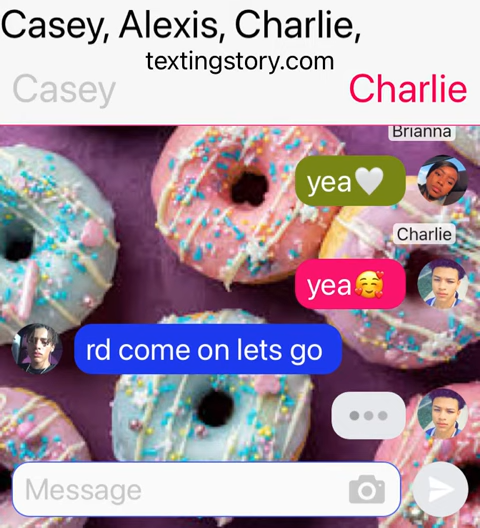 Casey, Alexis, Charlie,
textingstory.com
Casey Charlie
Brianna
yea🤍
Charlie
yea🥰
rd come on lets go
Message